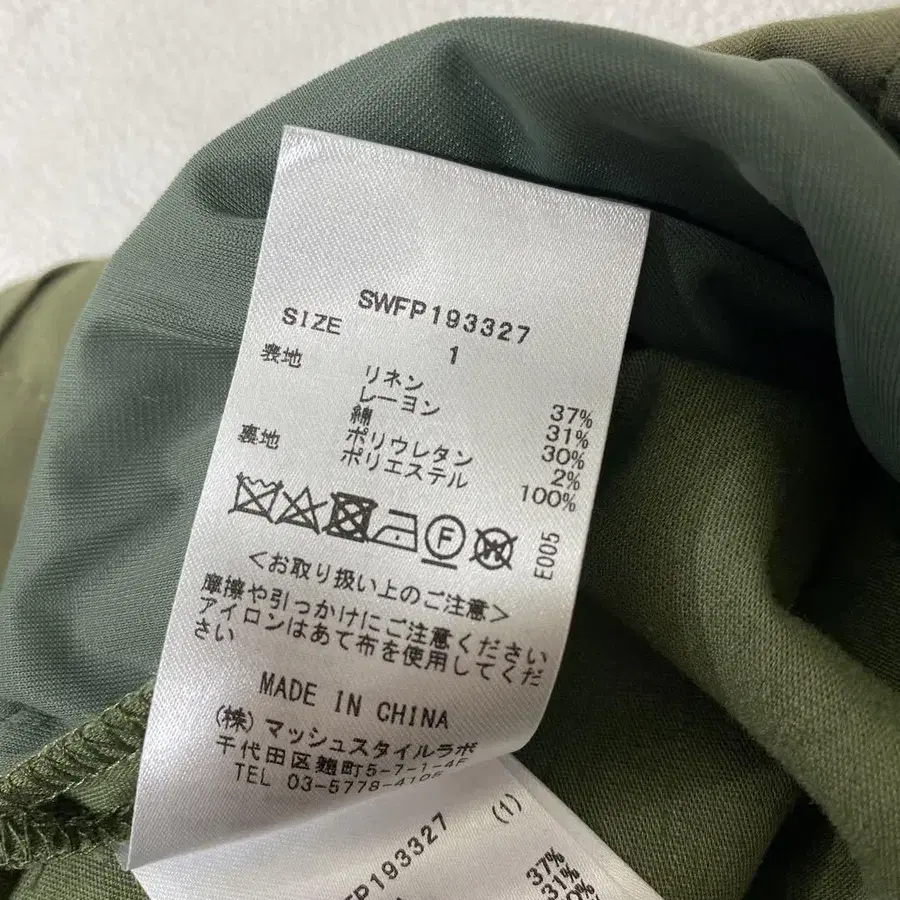 SWFP193327
SIZE 1
表地 リネン 37%
レーヨン 31%
綿 30%
ポリウレタン 2%
裏地 ポリエステル 100%
F
W
E005
<お取り扱い上のご注意>
摩擦や引っかけにご注意ください
アイロンはあて布を使用してくだ
さい
MADE IN CHINA
(株)マッシュスタイルラボ
千代田区麹町5-7-1-4F
TEL 03-5778-4105
(1)
WFP193327
37%
31%